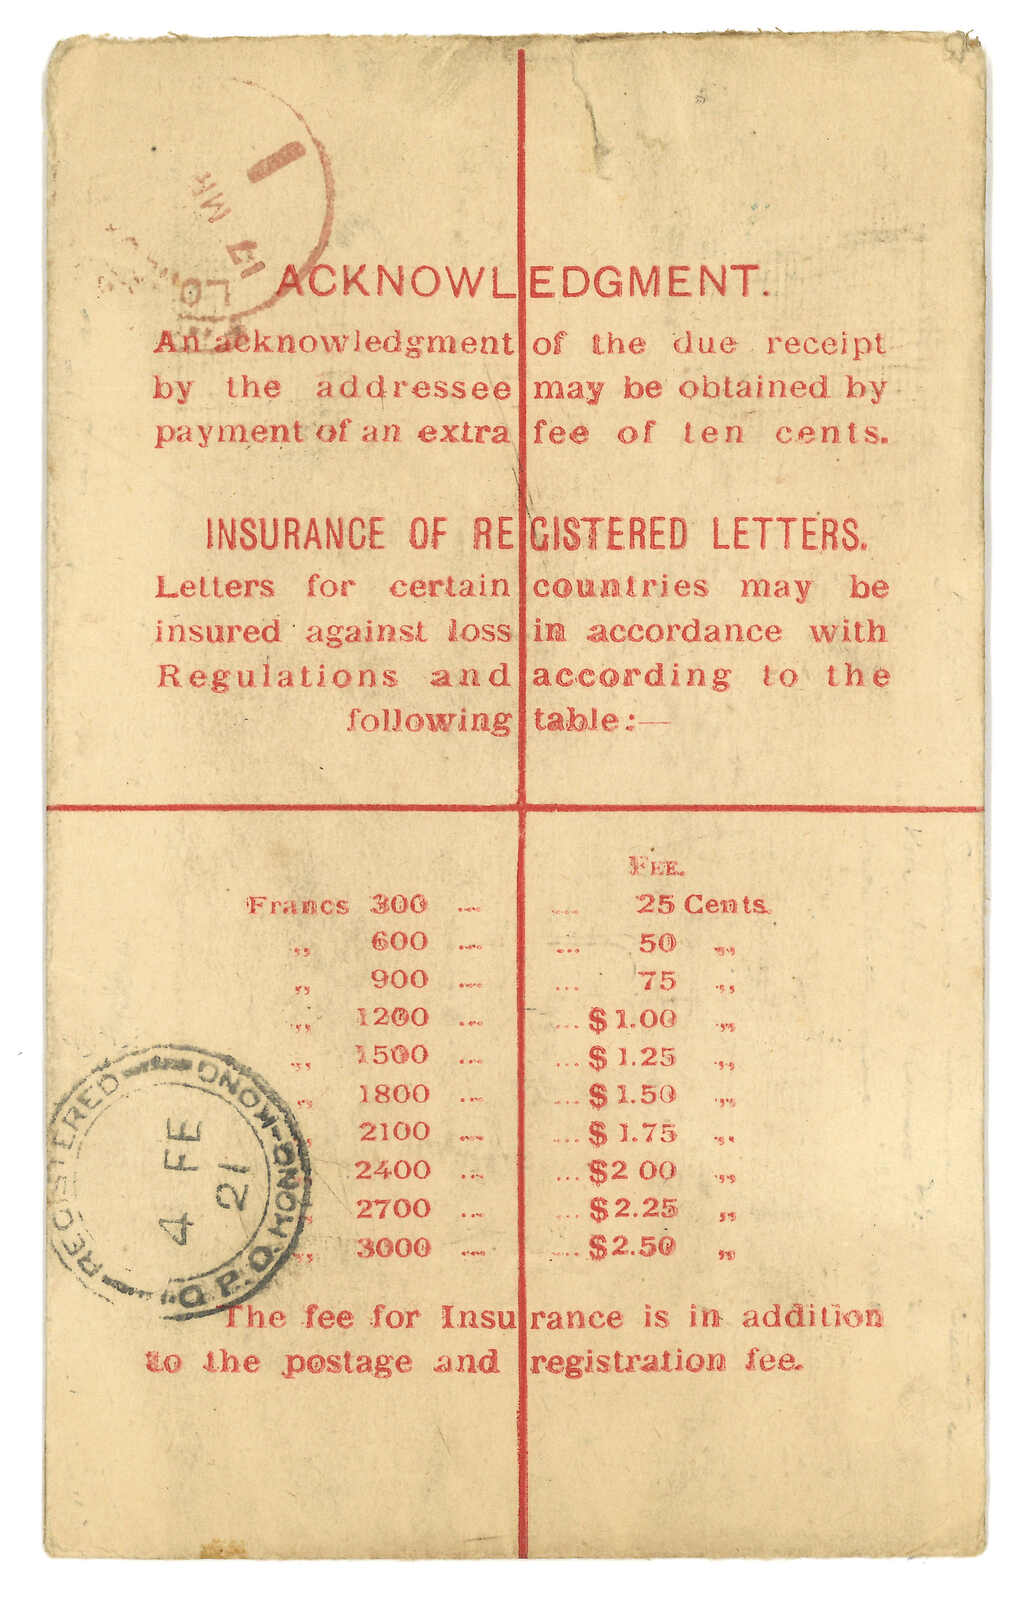 17 MR
LO
ACKNOWLEDGMENT.
An acknowledgment of the due receipt
by the addressee may be obtained by
payment of an extra fee of ten cents.
INSURANCE OF REGISTERED LETTERS.
Letters for certain countries may be
insured against loss in accordance with
Regulations and according to the
following table:—
FEE.
Francs 300 ... ... 25 Cents.
„ 600 ... ... 50 „
„ 900 ... ... 75 „
„ 1200 ... ... $1.00 „
„ 1500 ... ... $1.25 „
„ 1800 ... ... $1.50 „
„ 2100 ... ... $1.75 „
„ 2400 ... ... $2 00 „
„ 2700 ... ... $2.25 „
„ 3000 ... ... $2.50 „
REGISTERED
G.P.O. HONG-KONG
4 FE
21
The fee for Insurance is in addition
to the postage and registration fee.